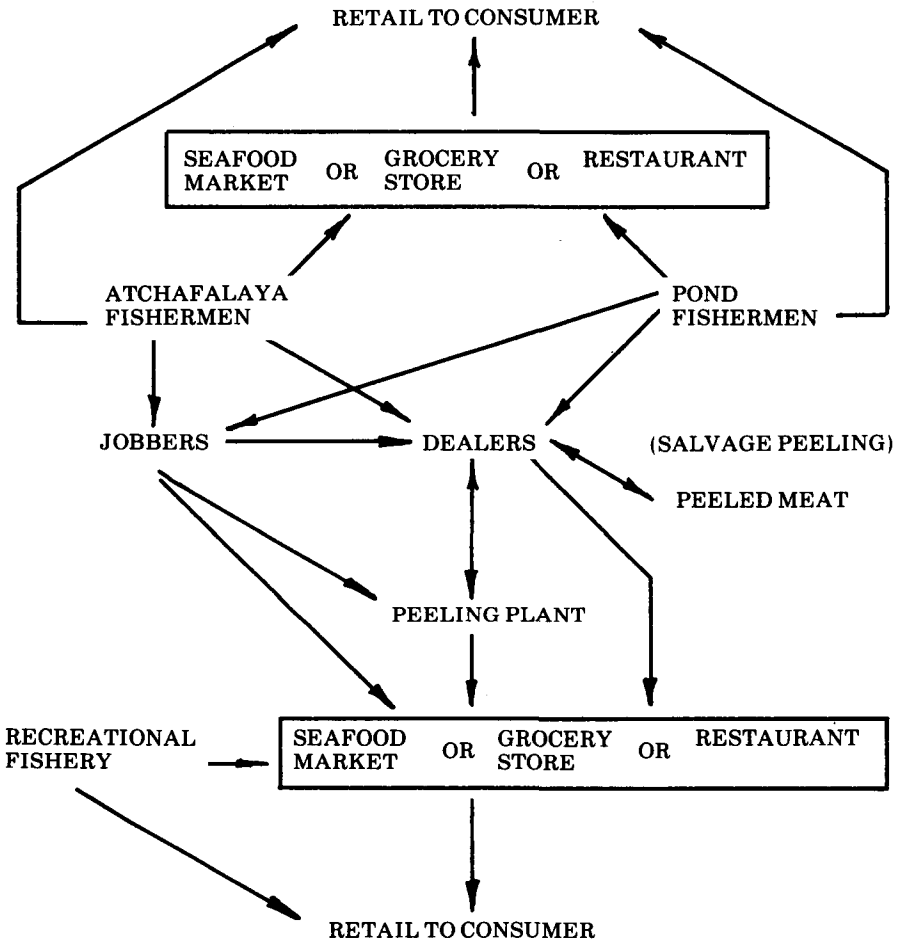 RETAIL TO CONSUMER
SEAFOOD MARKET OR GROCERY STORE OR RESTAURANT
ATCHAFALAYA
FISHERMEN
POND
FISHERMEN
JOBBERS
DEALERS
(SALVAGE PEELING)
PEELED MEAT
PEELING PLANT
RECREATIONAL
FISHERY
SEAFOOD MARKET OR GROCERY STORE OR RESTAURANT
RETAIL TO CONSUMER